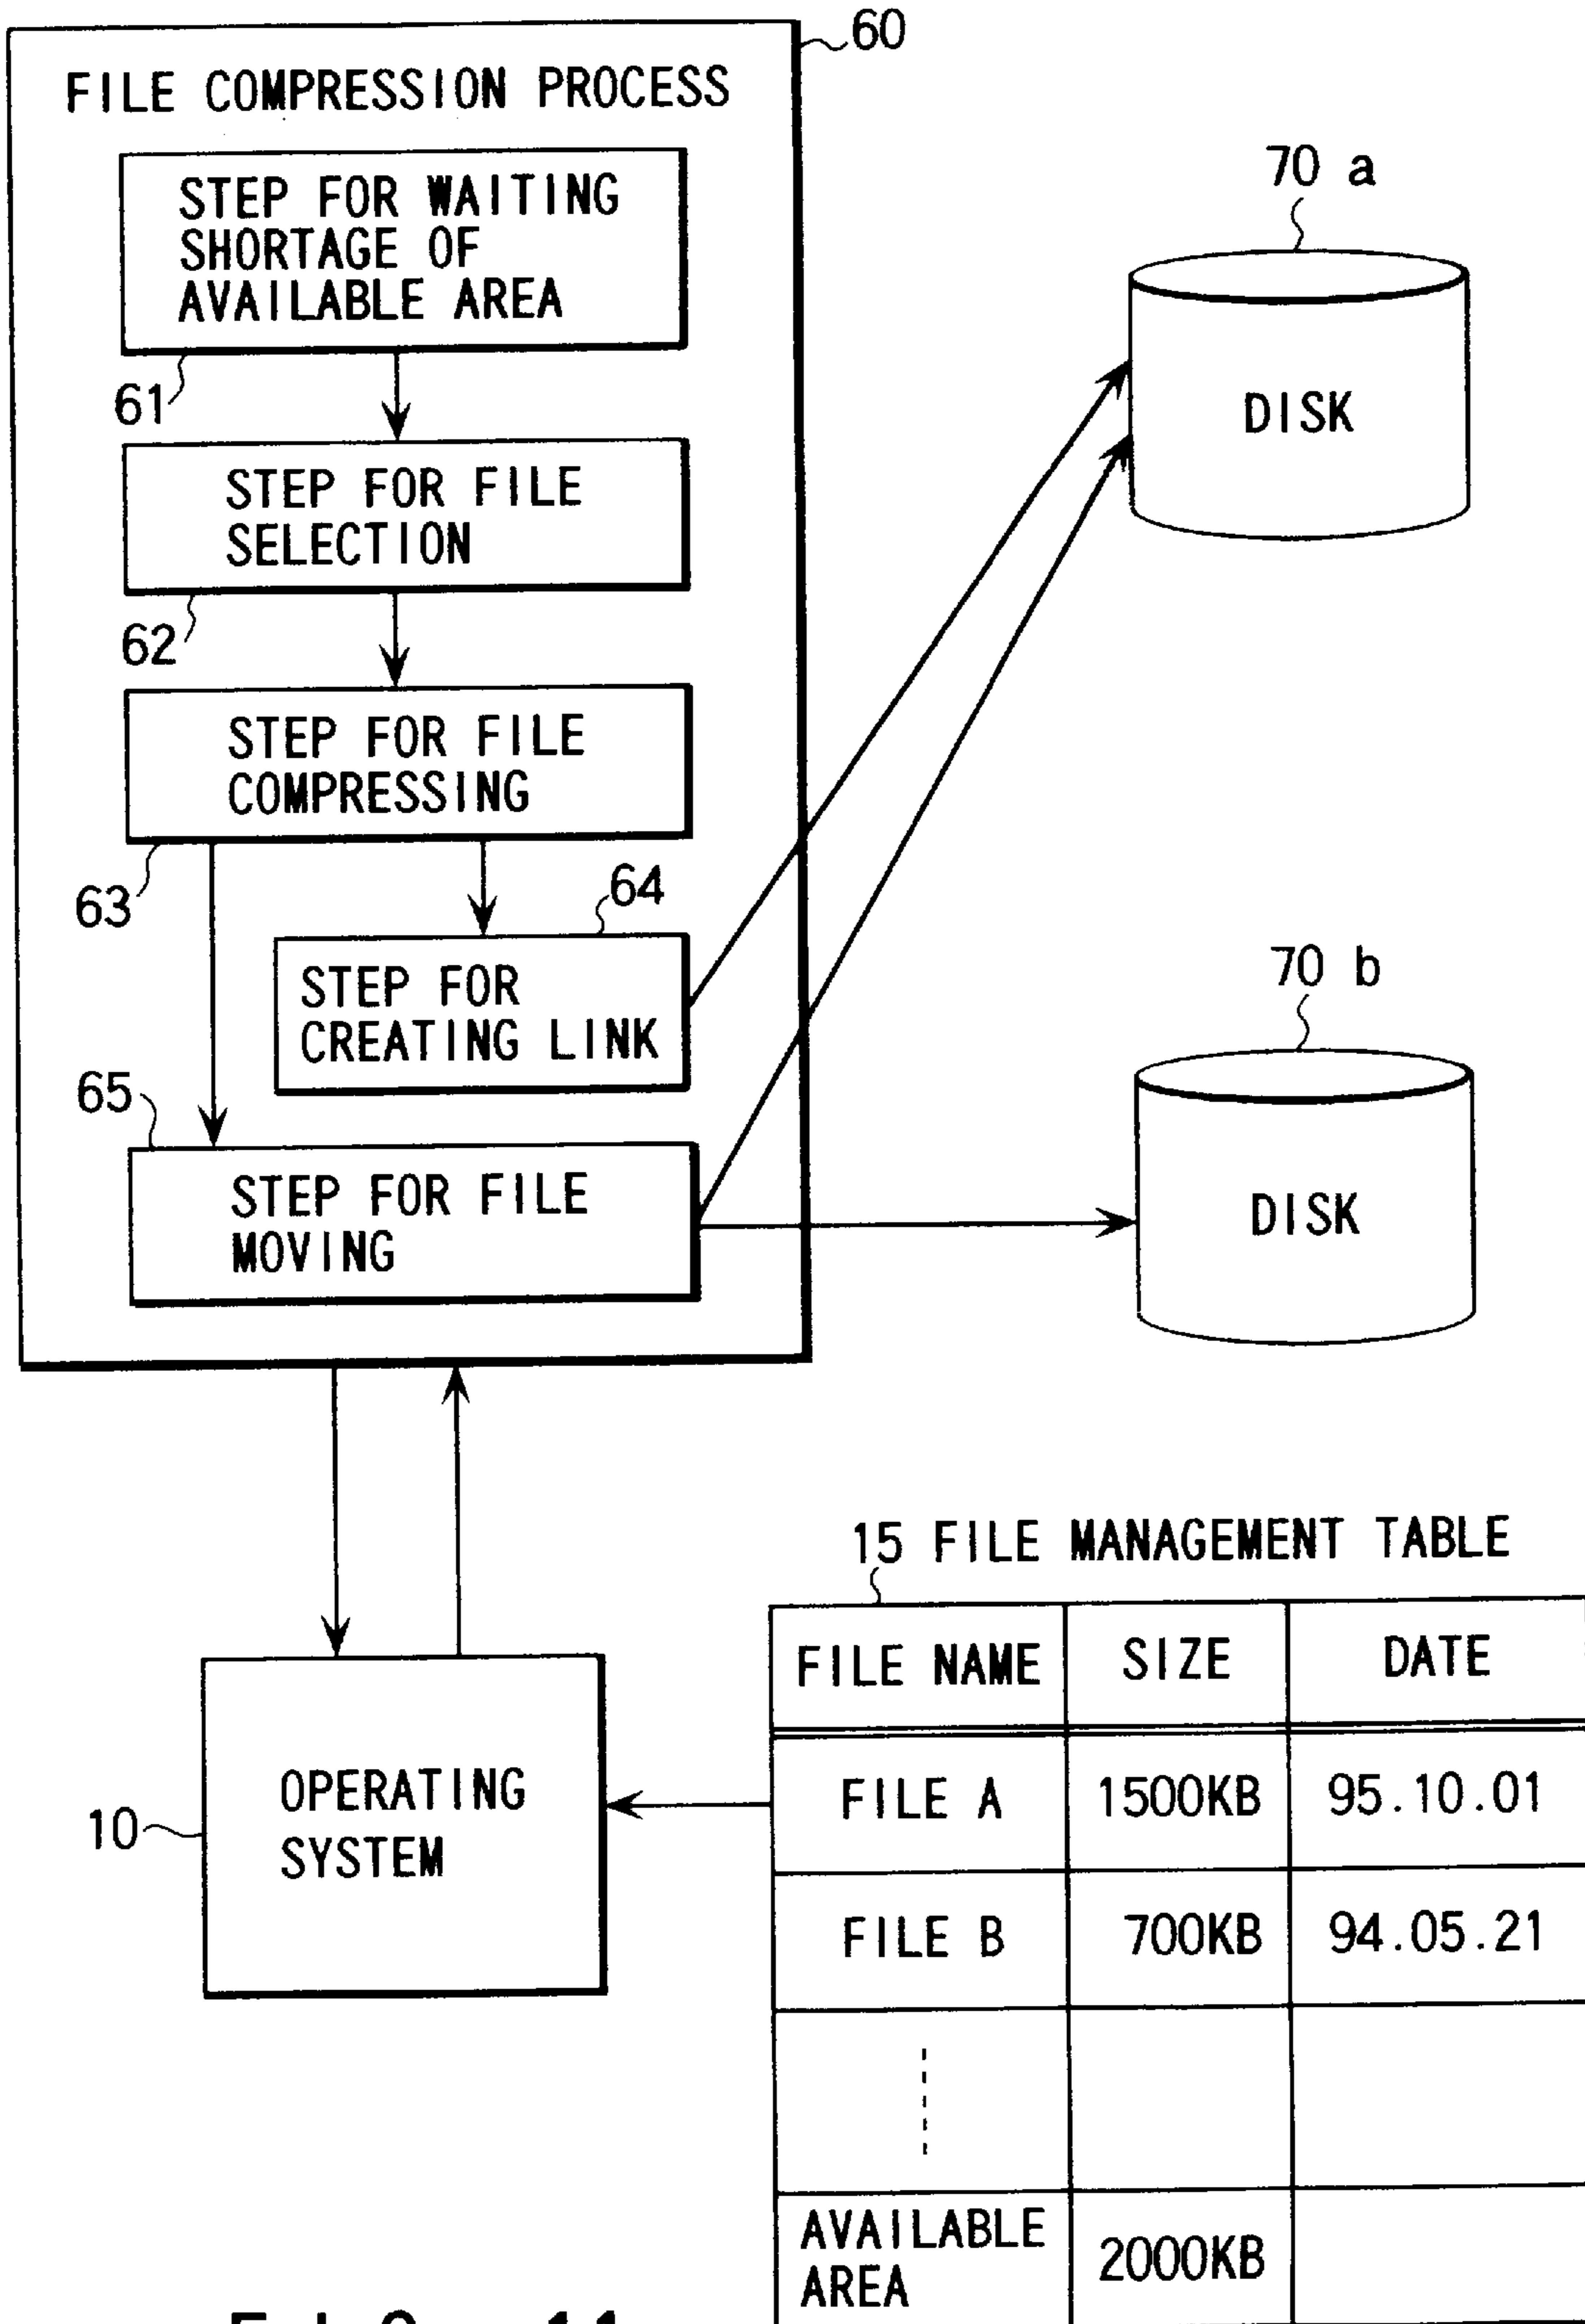 60
FILE COMPRESSION PROCESS
STEP FOR WAITING
SHORTAGE OF
AVAILABLE AREA
61
STEP FOR FILE
SELECTION
62
STEP FOR FILE
COMPRESSING
63
64
STEP FOR
CREATING LINK
65
STEP FOR FILE
MOVING
70 a
DISK
70 b
DISK
15 FILE MANAGEMENT TABLE
FILE NAME SIZE DATE
FILE A 1500KB 95.10.01
FILE B 700KB 94.05.21
AVAILABLE
AREA
2000KB
10
OPERATING
SYSTEM